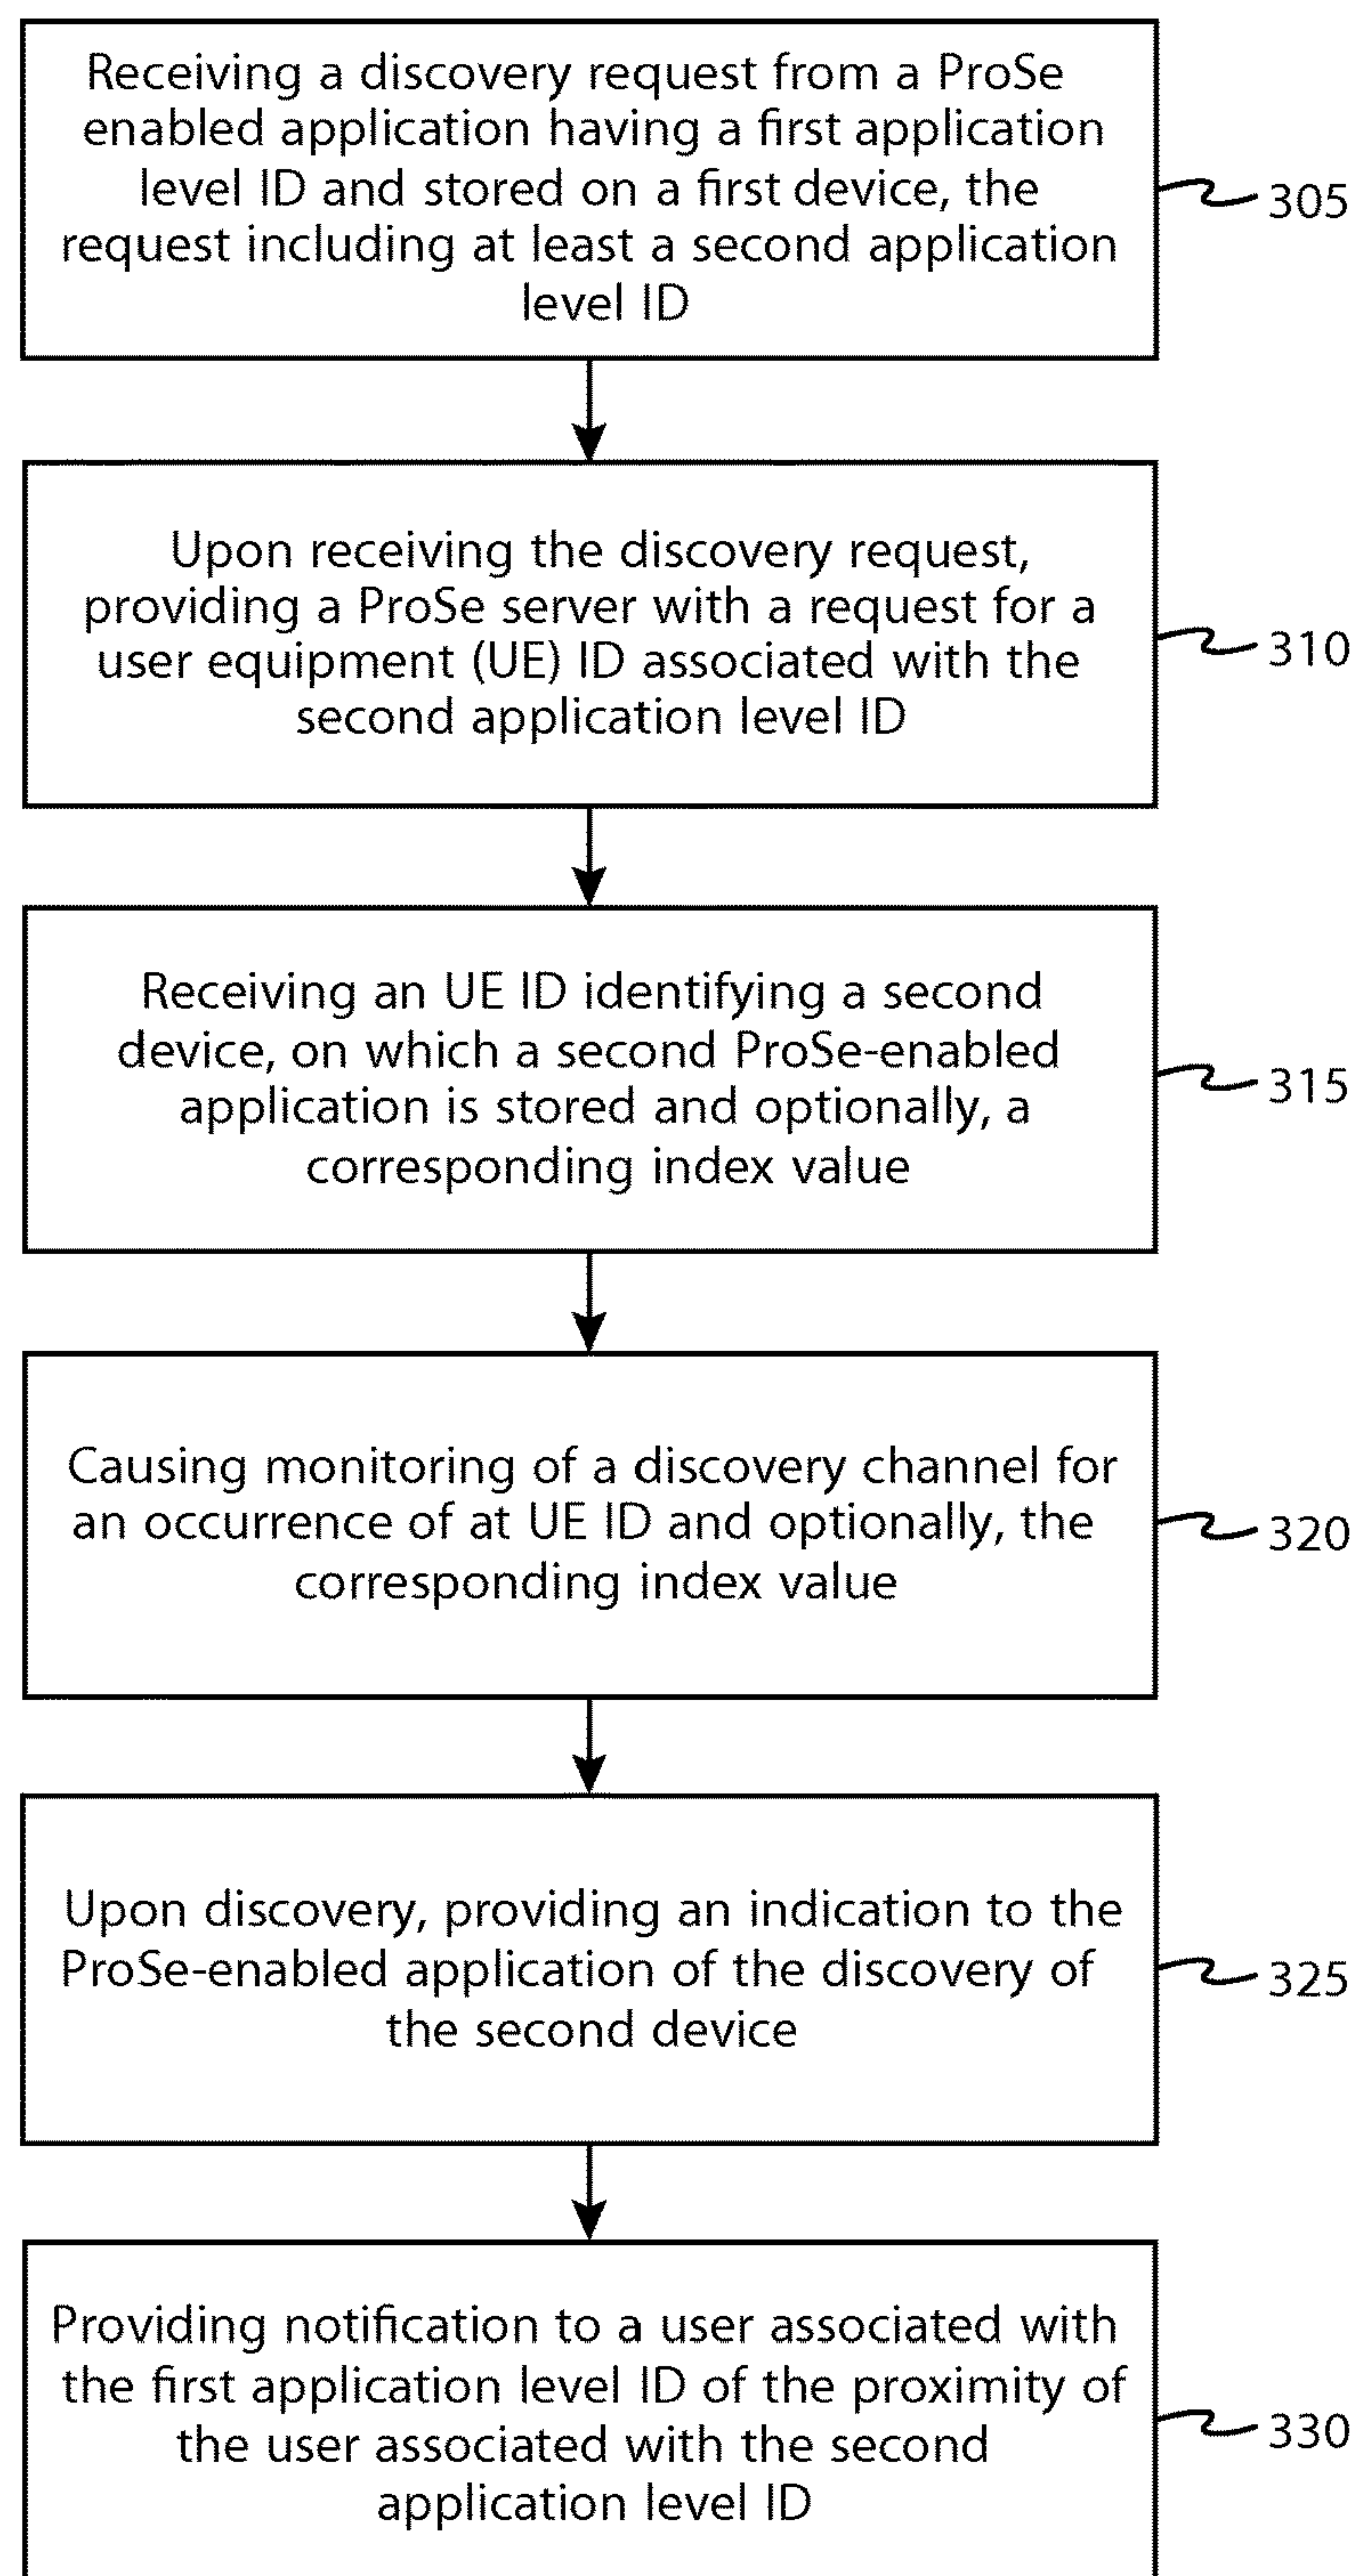 Receiving a discovery request from a ProSe
enabled application having a first application
level ID and stored on a first device, the
request including at least a second application
level ID
305
Upon receiving the discovery request,
providing a ProSe server with a request for a
user equipment (UE) ID associated with the
second application level ID
310
Receiving an UE ID identifying a second
device, on which a second ProSe-enabled
application is stored and optionally, a
corresponding index value
315
Causing monitoring of a discovery channel for
an occurrence of at UE ID and optionally, the
corresponding index value
320
Upon discovery, providing an indication to the
ProSe-enabled application of the discovery of
the second device
325
Providing notification to a user associated with
the first application level ID of the proximity of
the user associated with the second
application level ID
330